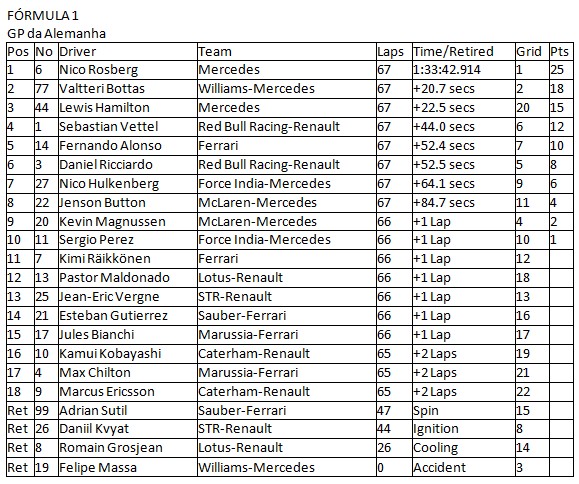 FÓRMULA 1
GP da Alemanha
Pos No Driver Team Laps Time/Retired Grid Pts
1 6 Nico Rosberg Mercedes 67 1:33:42.914 1 25
2 77 Valtteri Bottas Williams-Mercedes 67 +20.7 secs 2 18
3 44 Lewis Hamilton Mercedes 67 +22.5 secs 20 15
4 1 Sebastian Vettel Red Bull Racing-Renault 67 +44.0 secs 6 12
5 14 Fernando Alonso Ferrari 67 +52.4 secs 7 10
6 3 Daniel Ricciardo Red Bull Racing-Renault 67 +52.5 secs 5 8
7 27 Nico Hulkenberg Force India-Mercedes 67 +64.1 secs 9 6
8 22 Jenson Button McLaren-Mercedes 67 +84.7 secs 11 4
9 20 Kevin Magnussen McLaren-Mercedes 66 +1 Lap 4 2
10 11 Sergio Perez Force India-Mercedes 66 +1 Lap 10 1
11 7 Kimi Räikkönen Ferrari 66 +1 Lap 12
12 13 Pastor Maldonado Lotus-Renault 66 +1 Lap 18
13 25 Jean-Eric Vergne STR-Renault 66 +1 Lap 13
14 21 Esteban Gutierrez Sauber-Ferrari 66 +1 Lap 16
15 17 Jules Bianchi Marussia-Ferrari 66 +1 Lap 17
16 10 Kamui Kobayashi Caterham-Renault 65 +2 Laps 19
17 4 Max Chilton Marussia-Ferrari 65 +2 Laps 21
18 9 Marcus Ericsson Caterham-Renault 65 +2 Laps 22
Ret 99 Adrian Sutil Sauber-Ferrari 47 Spin 15
Ret 26 Daniil Kvyat STR-Renault 44 Ignition 8
Ret 8 Romain Grosjean Lotus-Renault 26 Cooling 14
Ret 19 Felipe Massa Williams-Mercedes 0 Accident 3